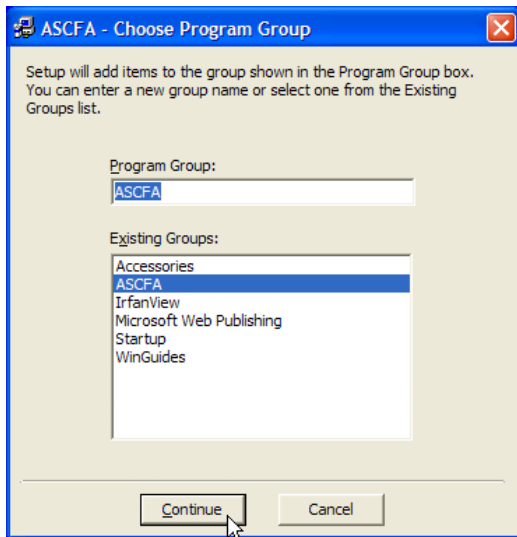 ASCFA - Choose Program Group
Setup will add items to the group shown in the Program Group box.
You can enter a new group name or select one from the Existing
Groups list.
Program Group:
ASCFA
Existing Groups:
Accessories
ASCFA
IrfanView
Microsoft Web Publishing
Startup
WinGuides
Continue
Cancel